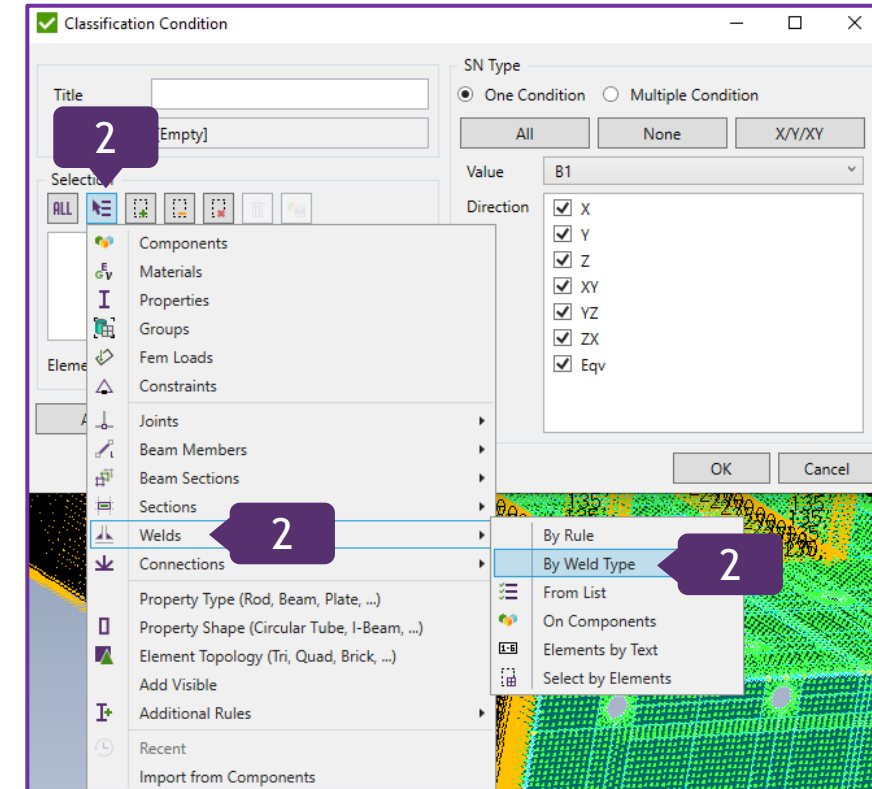 Classification Condition
Title
[Empty]
2
Selection
ALL
SN Type
One Condition
Multiple Condition
All
None
X/Y/XY
Value
B1
Direction
X
Y
Z
XY
YZ
ZX
Eqv
OK
Cancel
Components
Materials
Properties
Groups
Fem Loads
Constraints
Joints
Beam Members
Beam Sections
Sections
Welds
2
Connections
Property Type (Rod, Beam, Plate, ...)
Property Shape (Circular Tube, I-Beam, ...)
Element Topology (Tri, Quad, Brick, ...)
Add Visible
Additional Rules
Recent
Import from Components
By Rule
By Weld Type
2
From List
On Components
Elements by Text
Select by Elements